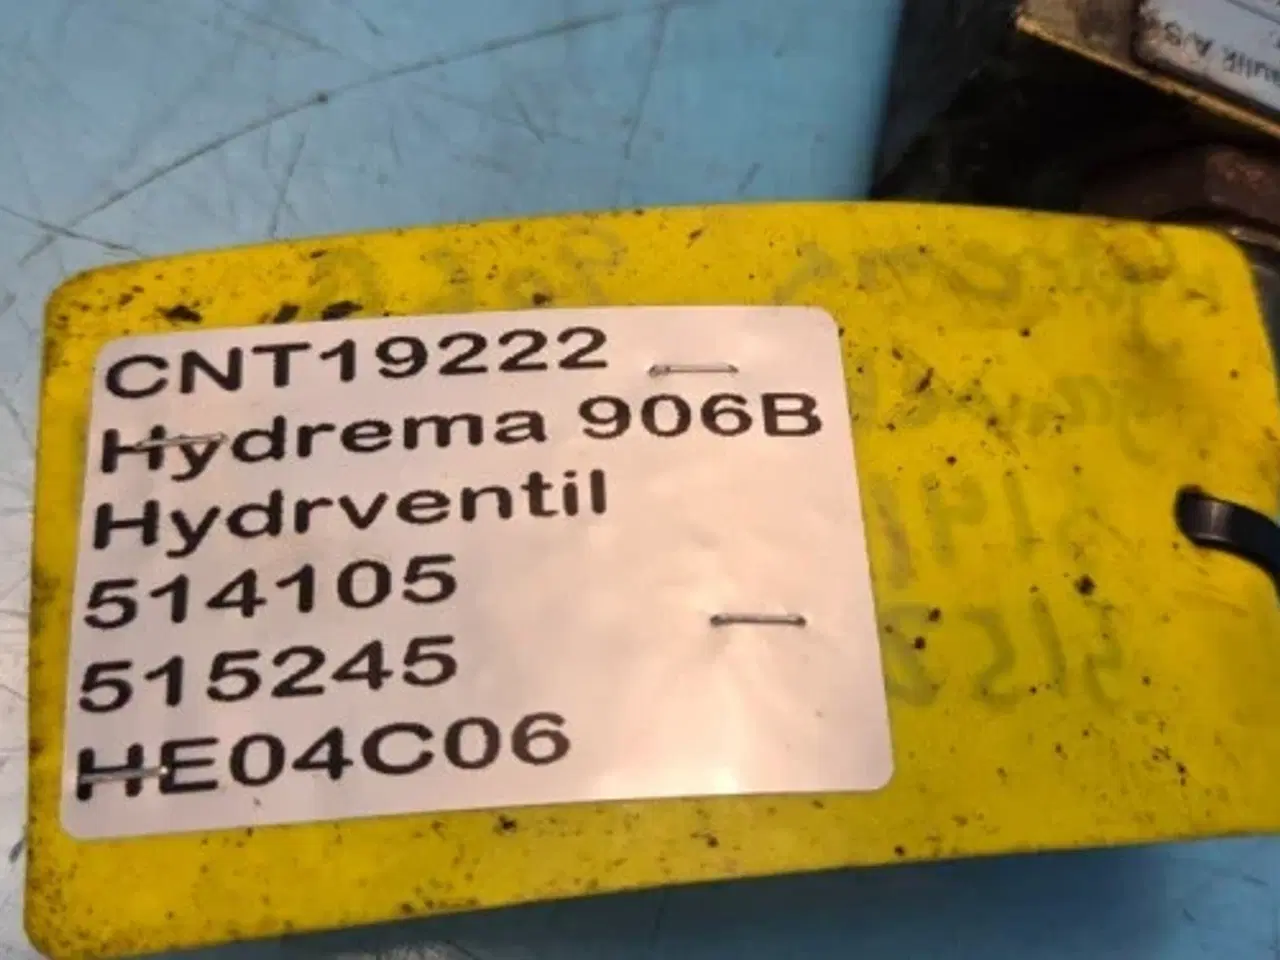 CNT19222
Hydrema 906B
Hydrventil
514105
515245
HE04C06